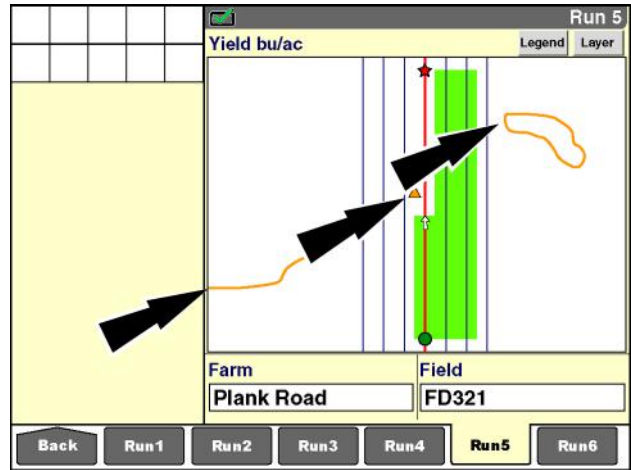 Run 5
Yield bu/ac
Legend
Layer
Farm
Field
Plank Road
FD321
Back
Run1
Run2
Run3
Run4
Run5
Run6